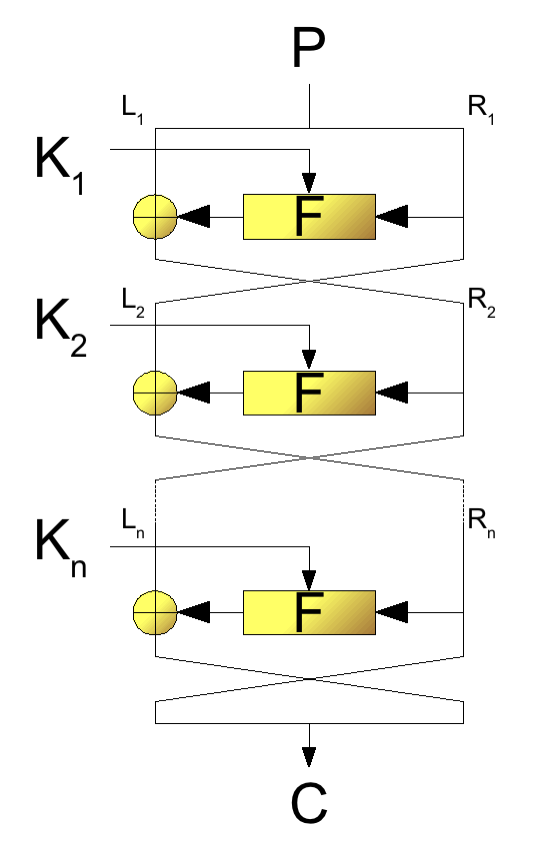 P
L₁ R₁
K₁
F
L₂ R₂
K₂
F
Lₙ Rₙ
Kₙ
F
C